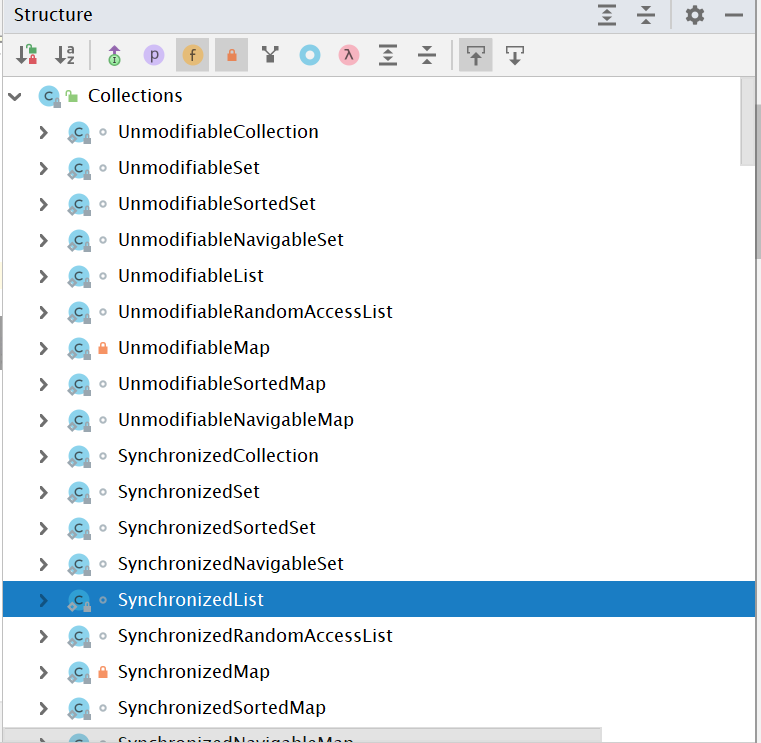 Structure
Collections
UnmodifiableCollection
UnmodifiableSet
UnmodifiableSortedSet
UnmodifiableNavigableSet
UnmodifiableList
UnmodifiableRandomAccessList
UnmodifiableMap
UnmodifiableSortedMap
UnmodifiableNavigableMap
SynchronizedCollection
SynchronizedSet
SynchronizedSortedSet
SynchronizedNavigableSet
SynchronizedList
SynchronizedRandomAccessList
SynchronizedMap
SynchronizedSortedMap
SynchronizedNavigableMap